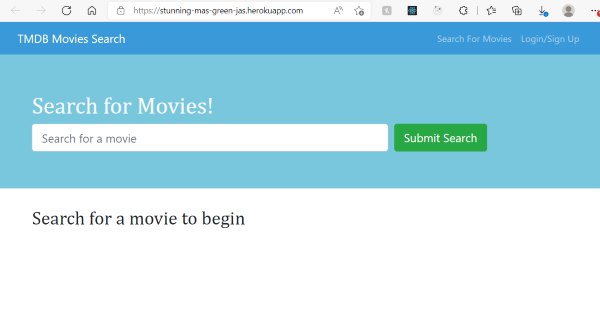 https://stunning-mas-green-jas.herokuapp.com
TMDB Movies Search
Search For Movies Login/Sign Up
Search for Movies!
Search for a movie
Submit Search
Search for a movie to begin